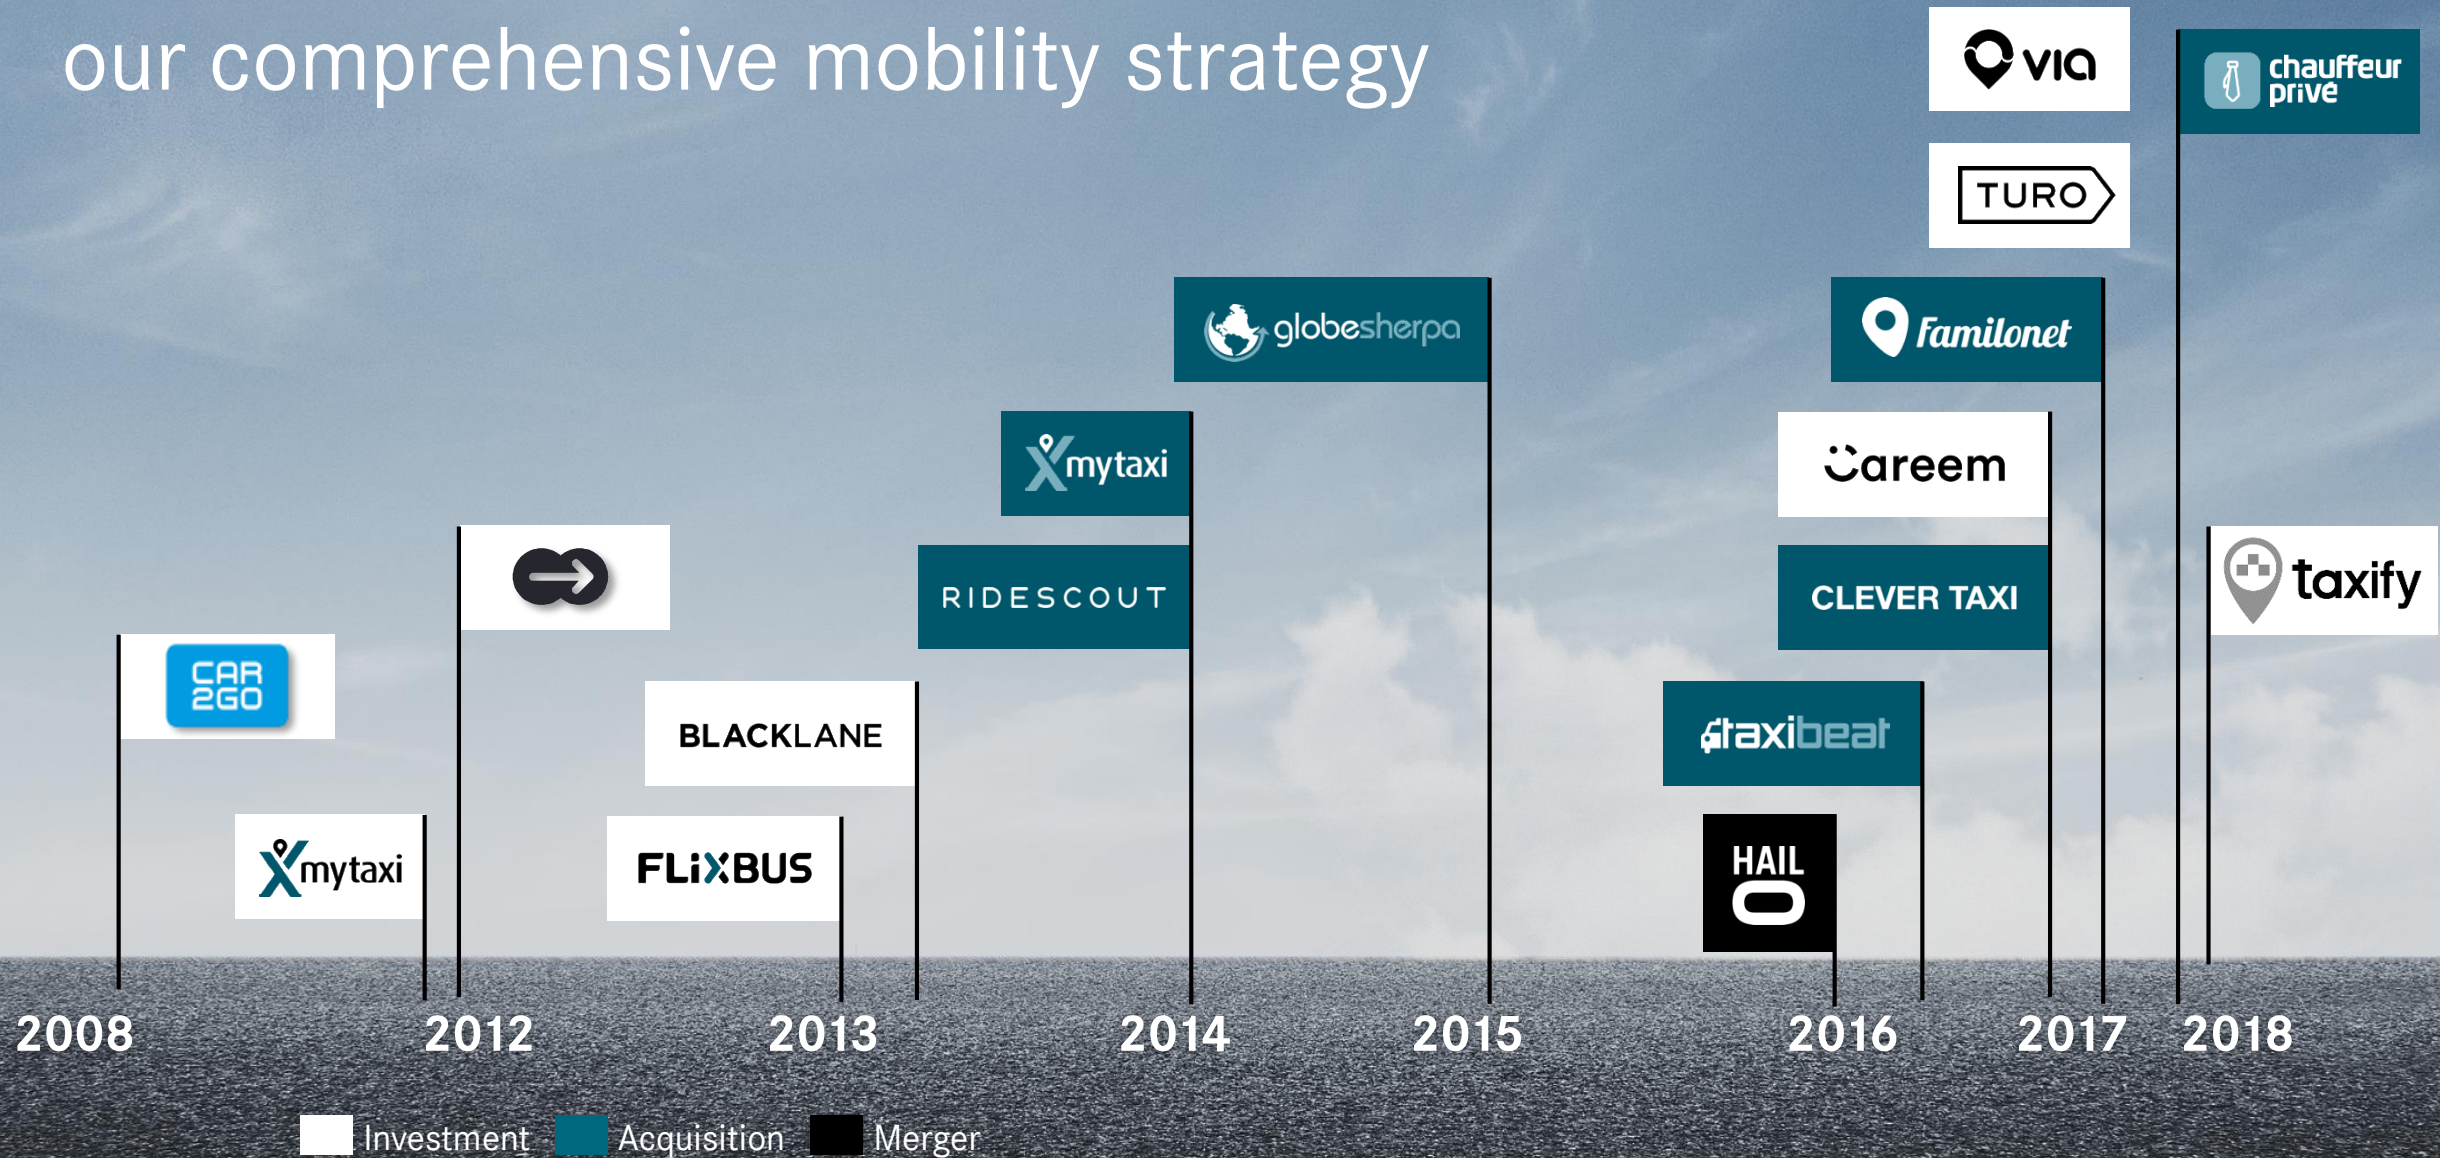 our comprehensive mobility strategy
via
chauffeur
privé
TURO
globesherpa
Familonet
mytaxi
careem
RIDESCOUT
CLEVER TAXI
taxify
CAR
2GO
BLACKLANE
taxibeat
mytaxi
FLiXBUS
HAIL
O
2008
2012
2013
2014
2015
2016
2017
2018
Investment
Acquisition
Merger